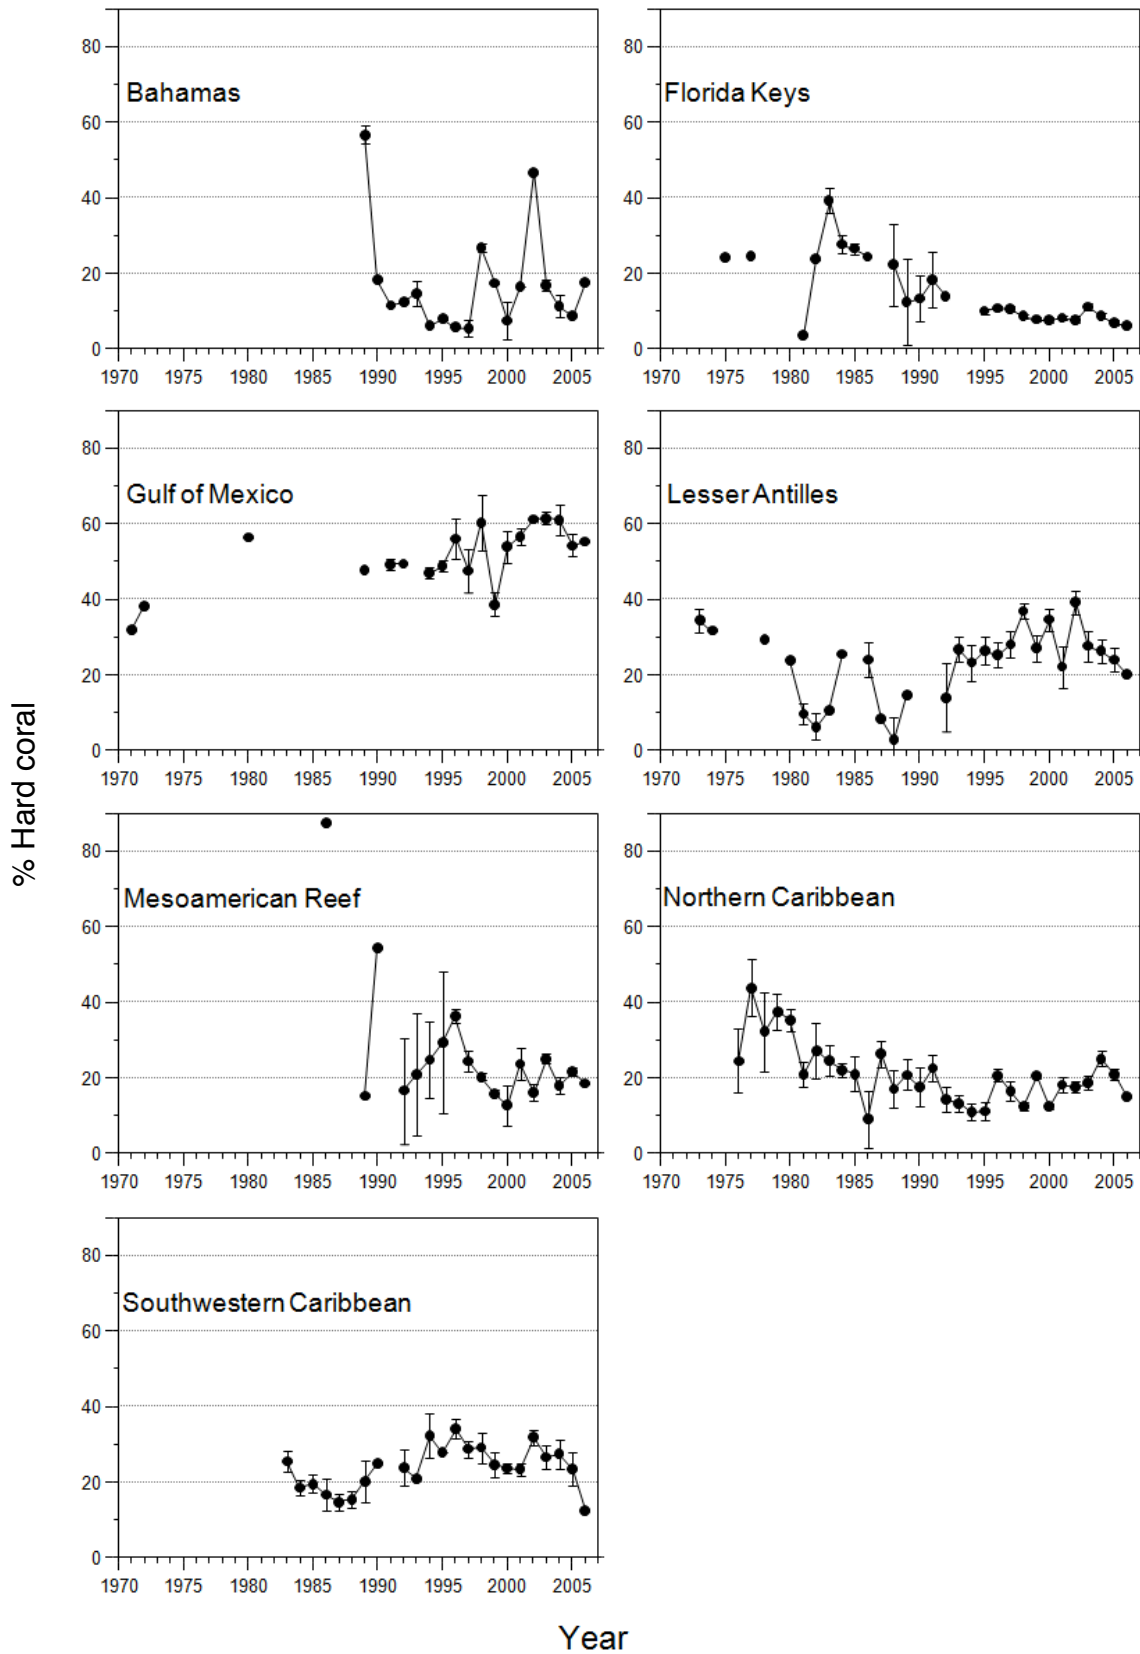 80
60
40
20
0
Bahamas
1970 1975 1980 1985 1990 1995 2000 2005
80
60
40
20
0
Florida Keys
1970 1975 1980 1985 1990 1995 2000 2005
80
60
40
20
0
Gulf of Mexico
1970 1975 1980 1985 1990 1995 2000 2005
80
60
40
20
0
Lesser Antilles
1970 1975 1980 1985 1990 1995 2000 2005
% Hard coral
80
60
40
20
0
Mesoamerican Reef
1970 1975 1980 1985 1990 1995 2000 2005
80
60
40
20
0
Northern Caribbean
1970 1975 1980 1985 1990 1995 2000 2005
80
60
40
20
0
Southwestern Caribbean
1970 1975 1980 1985 1990 1995 2000 2005
Year